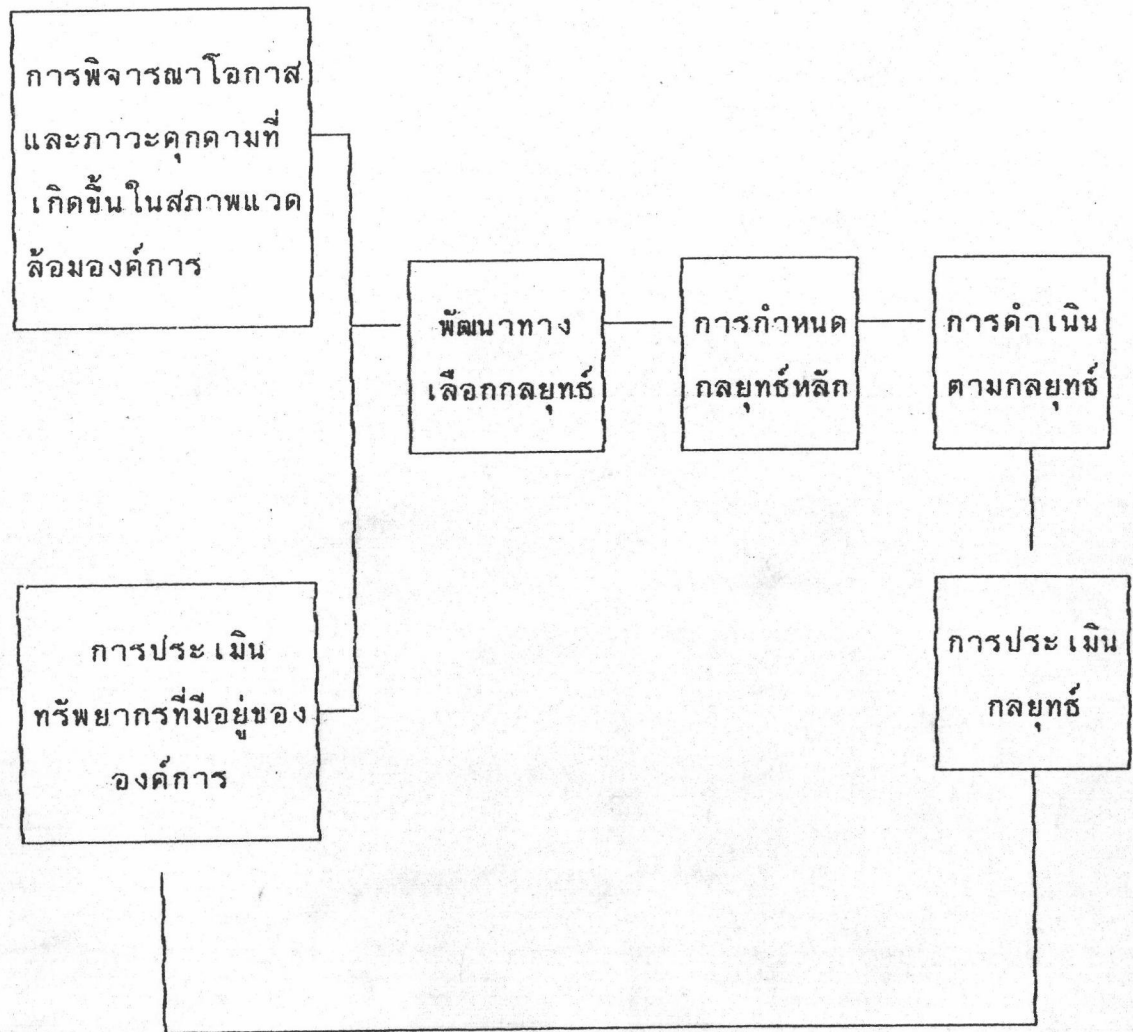 การพิจารณาโอกาส
และภาวะคุกคามที่
เกิดขึ้นในสภาพแวด
ล้อมองค์การ
พัฒนาทาง
เลือกกลยุทธ์
การกำหนด
กลยุทธ์หลัก
การดำเนิน
ตามกลยุทธ์
การประเมิน
ทรัพยากรที่มีอยู่ของ
องค์การ
การประเมิน
กลยุทธ์